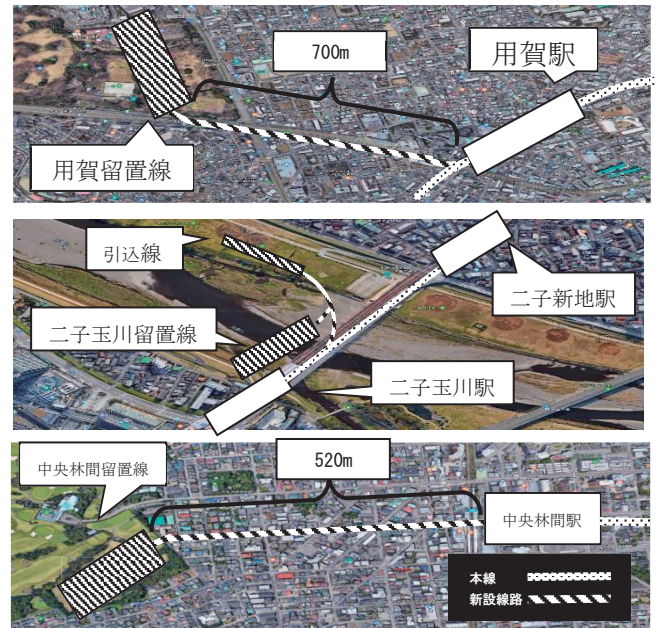 700m
用賀駅
用賀留置線
引込線
二子新地駅
二子玉川留置線
二子玉川駅
中央林間留置線
520m
中央林間駅
本線
新設線路